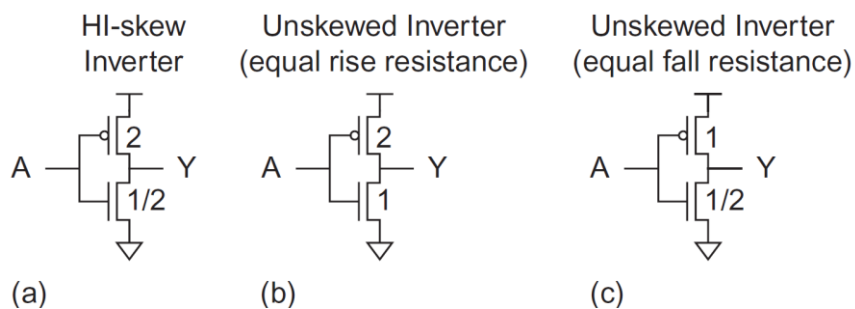 HI-skew
Inverter
Unskewed Inverter
(equal rise resistance)
Unskewed Inverter
(equal fall resistance)
A
2
1/2
Y
A
2
1
Y
A
1
1/2
Y
(a)
(b)
(c)